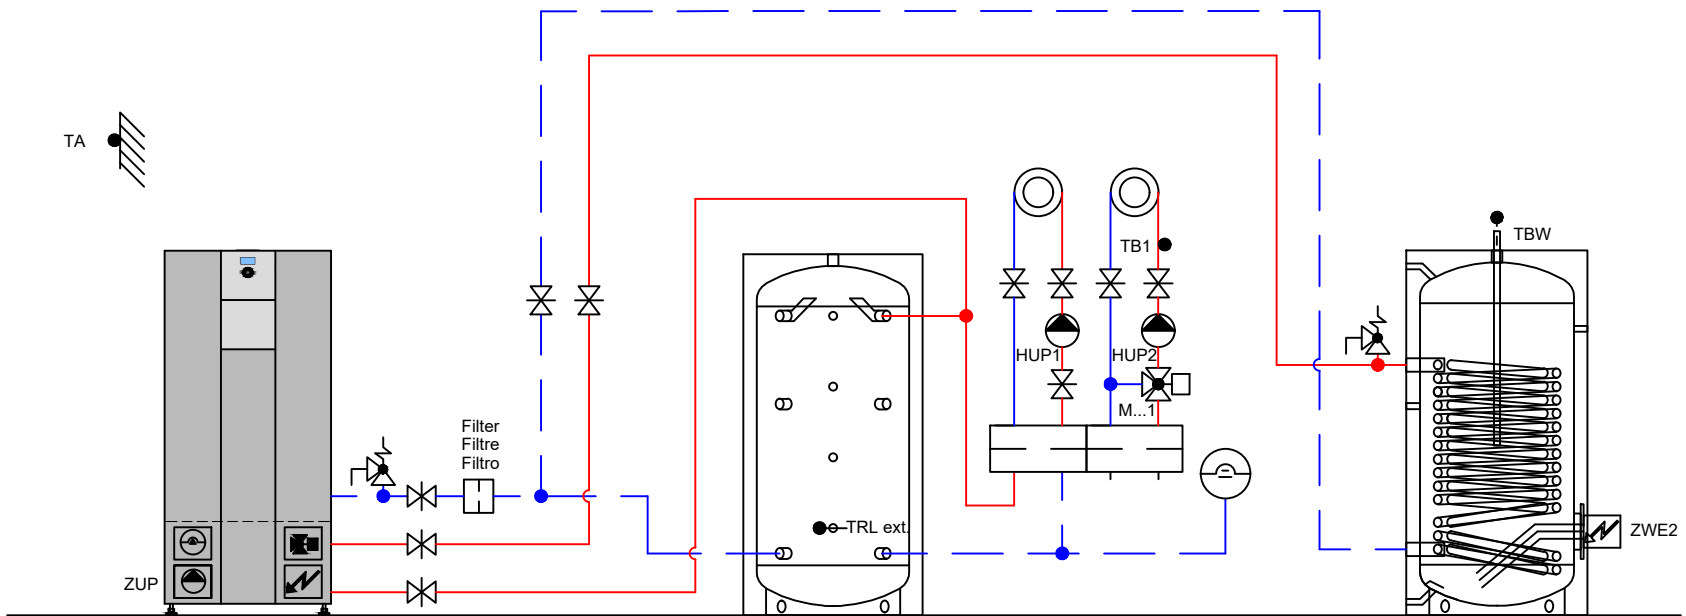 TA
TBW
TB1
HUP1
HUP2
M...1
Filter
Filtre
Filtro
TRL ext.
ZWE2
ZUP